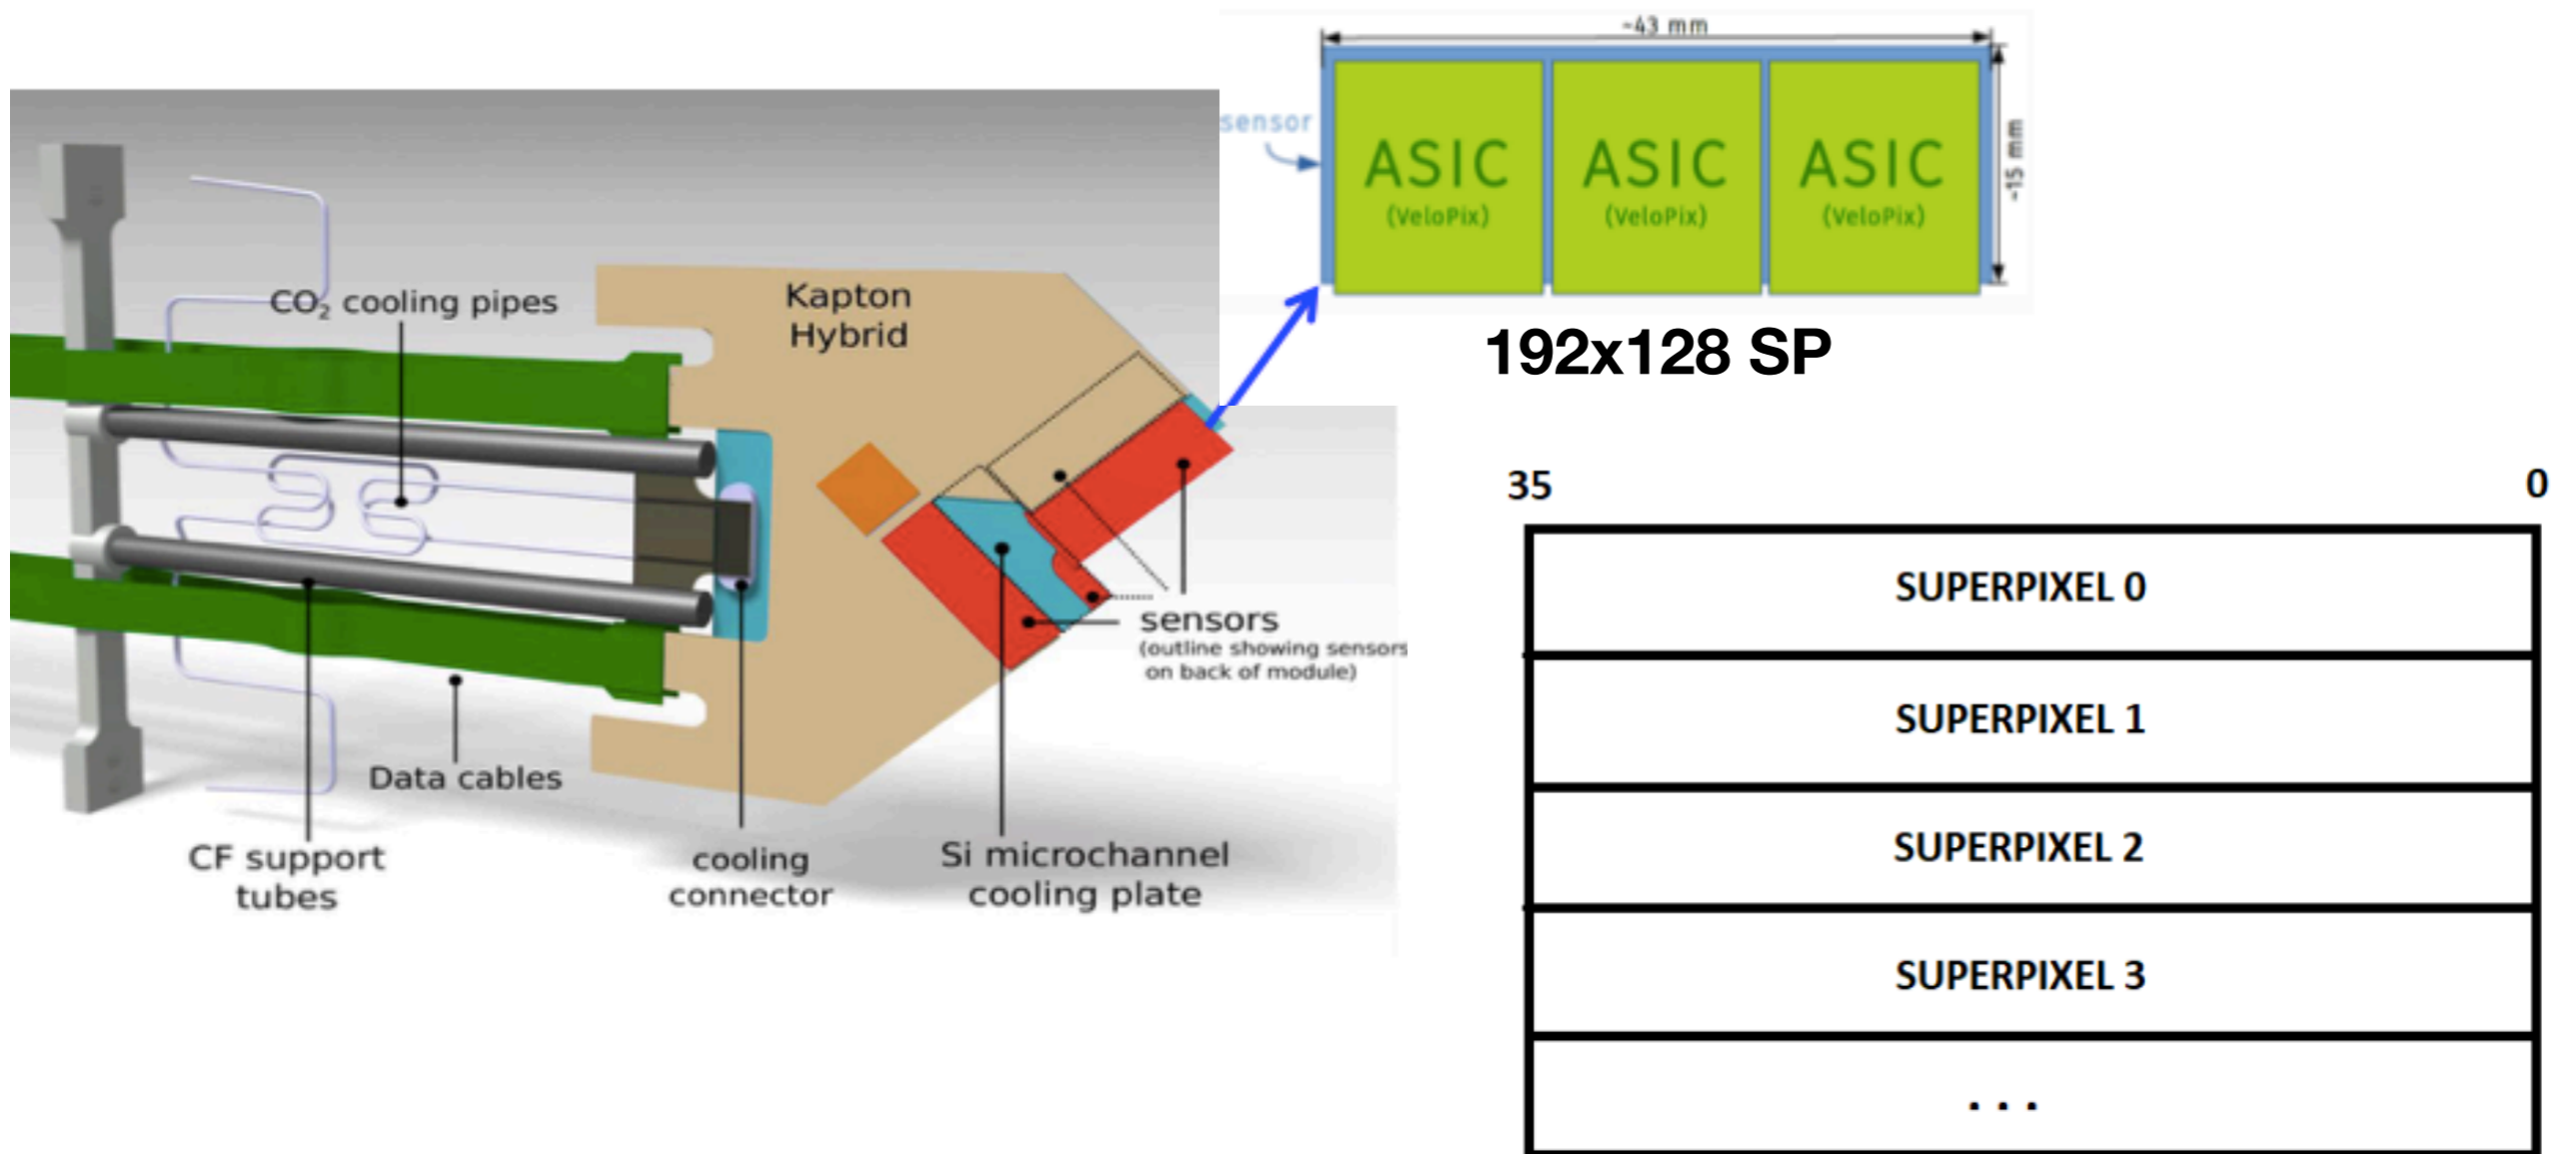 ~43 mm
sensor
ASIC
(VeloPix)
ASIC
(VeloPix)
ASIC
(VeloPix)
~15 mm
192x128 SP
CO₂ cooling pipes
Kapton
Hybrid
sensors
(outline showing sensors
on back of module)
Data cables
CF support
tubes
cooling
connector
Si microchannel
cooling plate
35
0
SUPERPIXEL 0
SUPERPIXEL 1
SUPERPIXEL 2
SUPERPIXEL 3
. . .